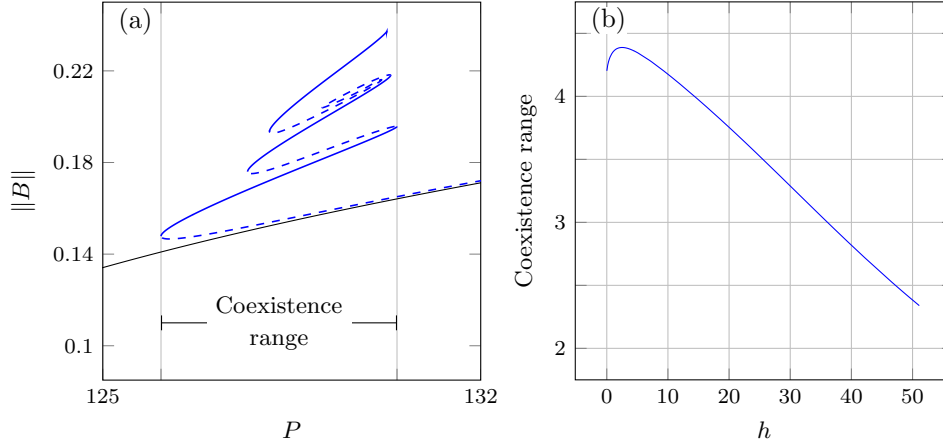 (a)
0.22
0.18
0.14
0.1
‖B‖
Coexistence
range
125
132
P
(b)
4
3
2
Coexistence range
0
10
20
30
40
50
h